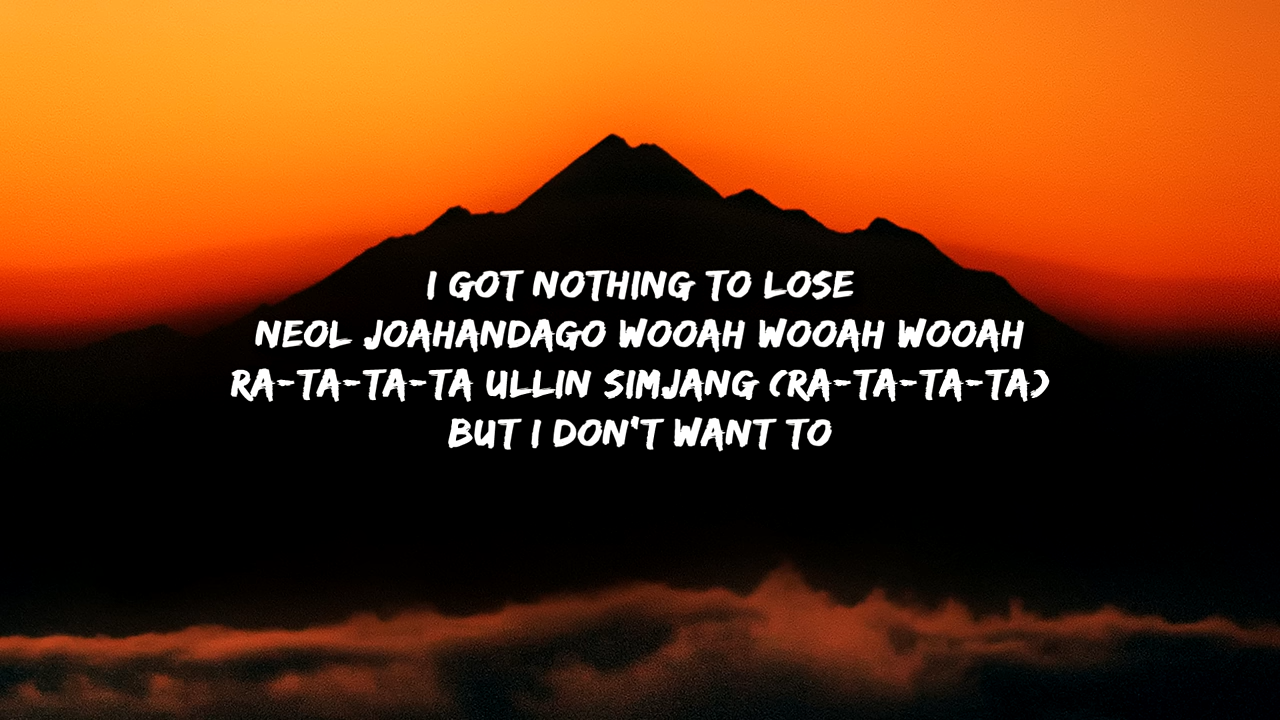 I GOT NOTHING TO LOSE
NEOL JOAHANDAGO WOOAH WOOAH WOOAH
RA-TA-TA-TA ULLIN SIMJANG (RA-TA-TA-TA)
BUT I DON'T WANT TO